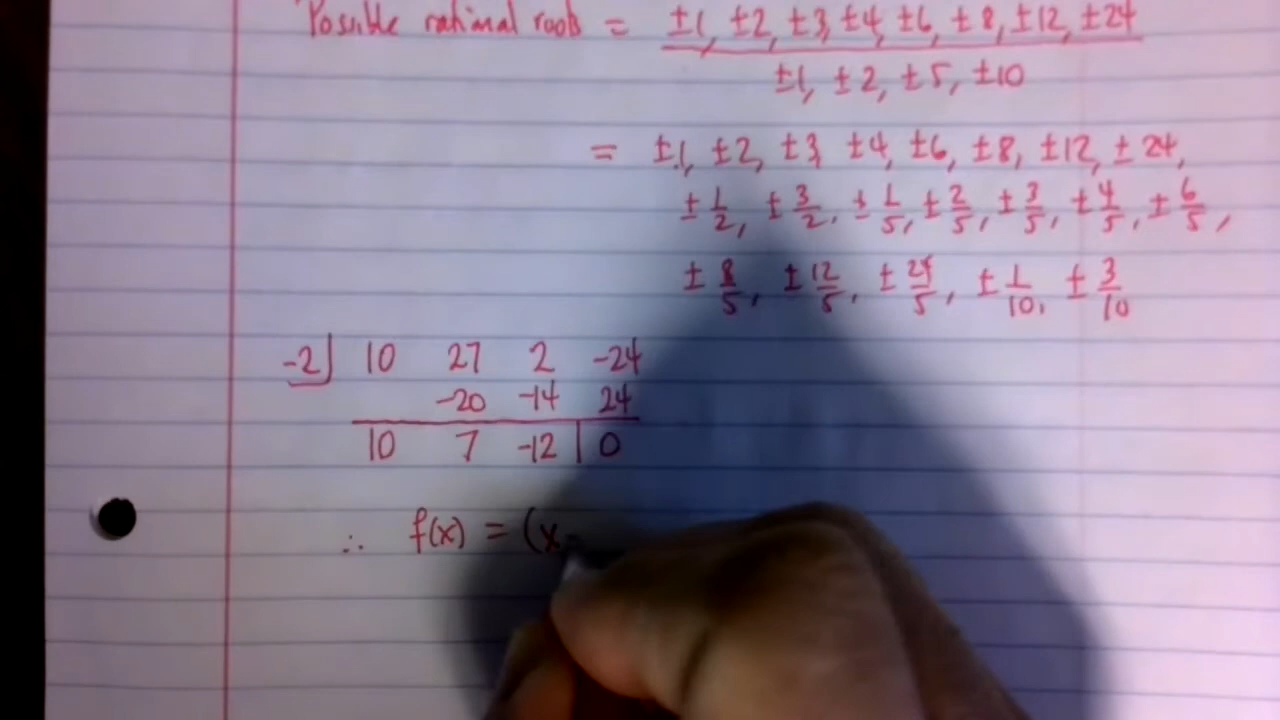 Possible rational roots = ±1, ±2, ±3, ±4, ±6, ±8, ±12, ±24
±1, ±2, ±5, ±10
= ±1, ±2, ±3, ±4, ±6, ±8, ±12, ±24,
±1/2, ±3/2, ±1/5, ±2/5, ±3/5, ±4/5, ±6/5,
±8/5, ±12/5, ±24/5, ±1/10, ±3/10
-2 | 10 27 2 -24
-20 -14 24
10 7 -12 | 0
∴ f(x) = (x